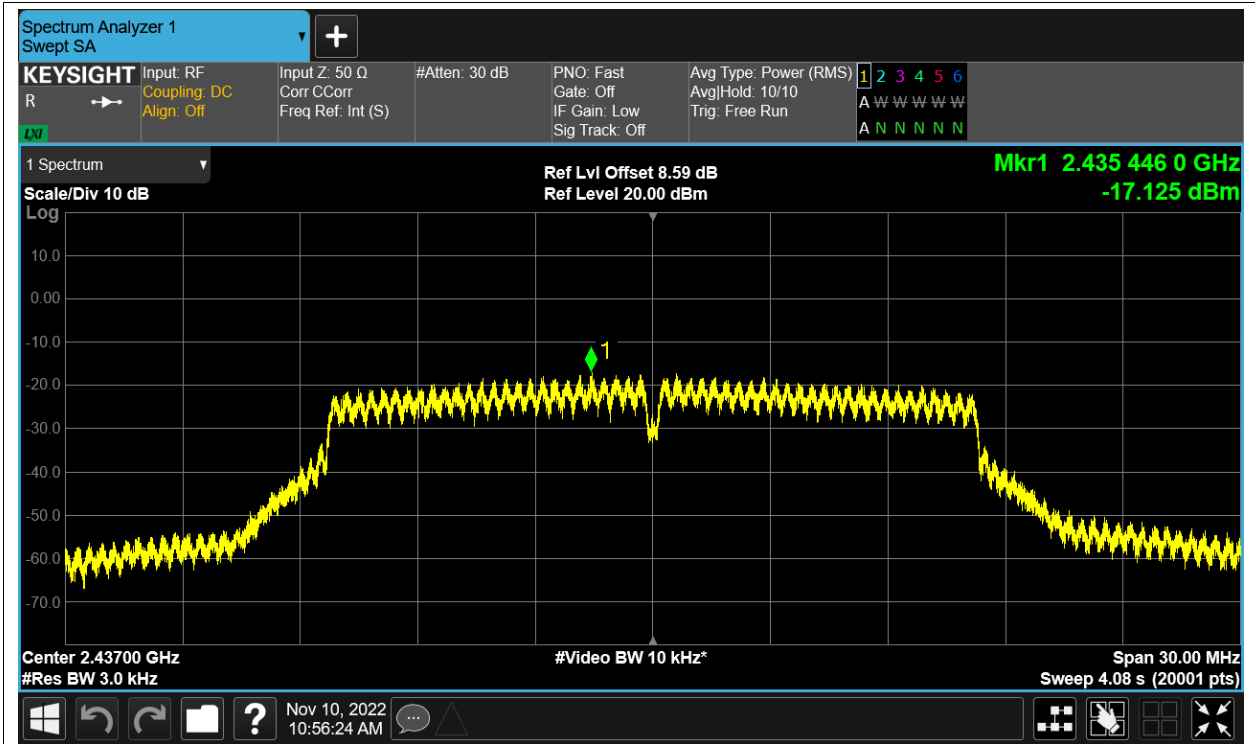 Spectrum Analyzer 1
Swept SA
+
KEYSIGHT
R
LXI
Input: RF
Coupling: DC
Align: Off
Input Z: 50 Ω
Corr CCorr
Freq Ref: Int (S)
#Atten: 30 dB
PNO: Fast
Gate: Off
IF Gain: Low
Sig Track: Off
Avg Type: Power (RMS)
Avg|Hold: 10/10
Trig: Free Run
1 2 3 4 5 6
A W W W W W
A N N N N N
1 Spectrum
Scale/Div 10 dB
Log
Ref Lvl Offset 8.59 dB
Ref Level 20.00 dBm
Mkr1 2.435 446 0 GHz
-17.125 dBm
10.0
0.00
-10.0
-20.0
-30.0
-40.0
-50.0
-60.0
-70.0
1
Center 2.43700 GHz
#Res BW 3.0 kHz
#Video BW 10 kHz*
Span 30.00 MHz
Sweep 4.08 s (20001 pts)
?
Nov 10, 2022
10:56:24 AM